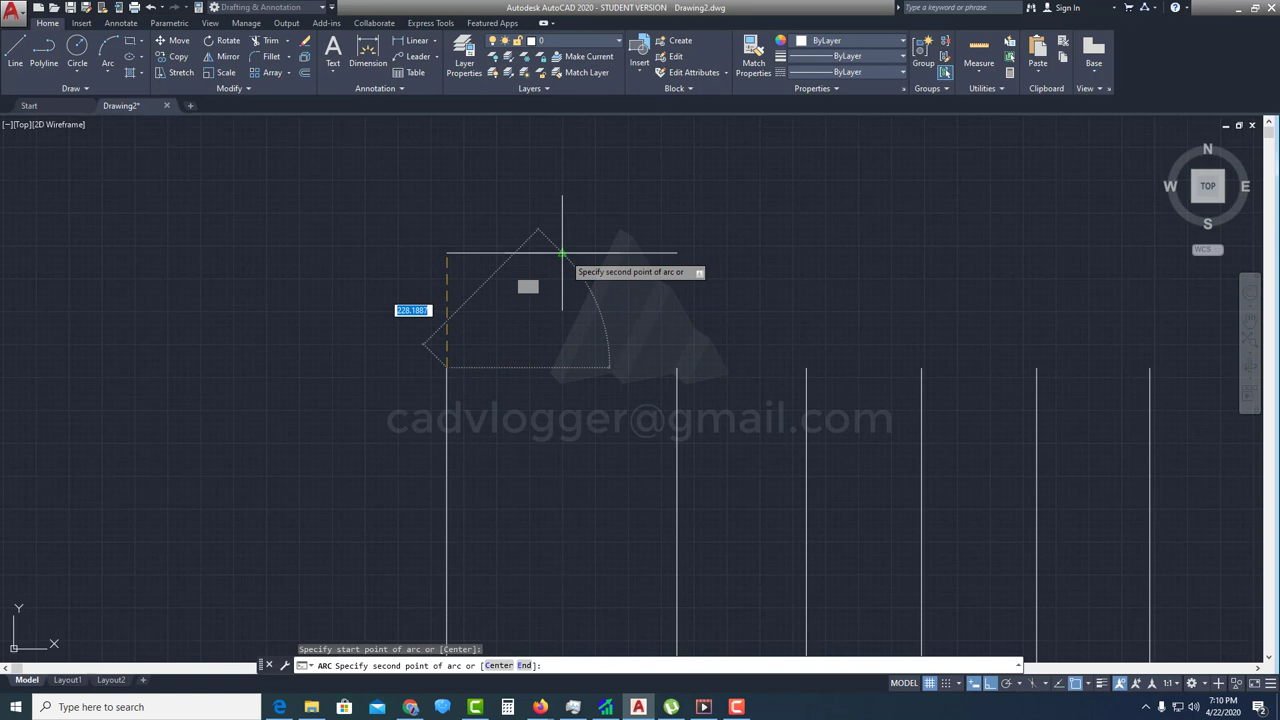 Drafting & Annotation
Autodesk AutoCAD 2020 - STUDENT VERSION Drawing2.dwg
Type a keyword or phrase
Sign In
Home Insert Annotate Parametric View Manage Output Add-ins Collaborate Express Tools Featured Apps
Line Polyline Circle Arc
Move Rotate Trim
Copy Mirror Fillet
Stretch Scale Array
Text Dimension
Linear
Leader
Table
Layer Properties
0
Make Current
Match Layer
Insert
Create
Edit
Edit Attributes
Match Properties
ByLayer
ByLayer
ByLayer
Group
Measure
Paste
Base
Draw Modify Annotation Layers Block Properties Groups Utilities Clipboard View
Start Drawing2*
[−][Top][2D Wireframe]
N
W TOP E
S
WCS
Specify second point of arc or
228.1887
cadvlogger@gmail.com
Y
X
Specify start point of arc or [Center]:
ARC Specify second point of arc or [Center End]:
Model Layout1 Layout2
MODEL
1:1
Type here to search
7:10 PM
4/22/2020